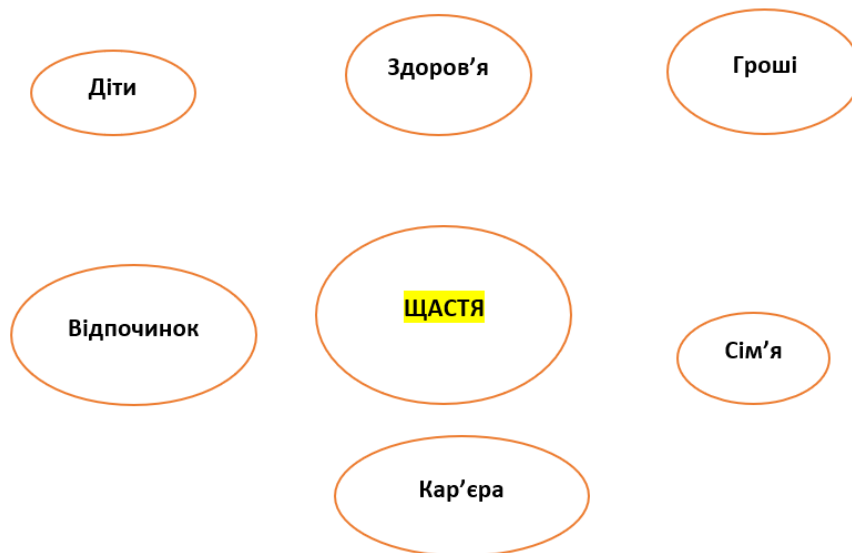 Діти
Здоров’я
Гроші
Відпочинок
ЩАСТЯ
Сім’я
Кар’єра